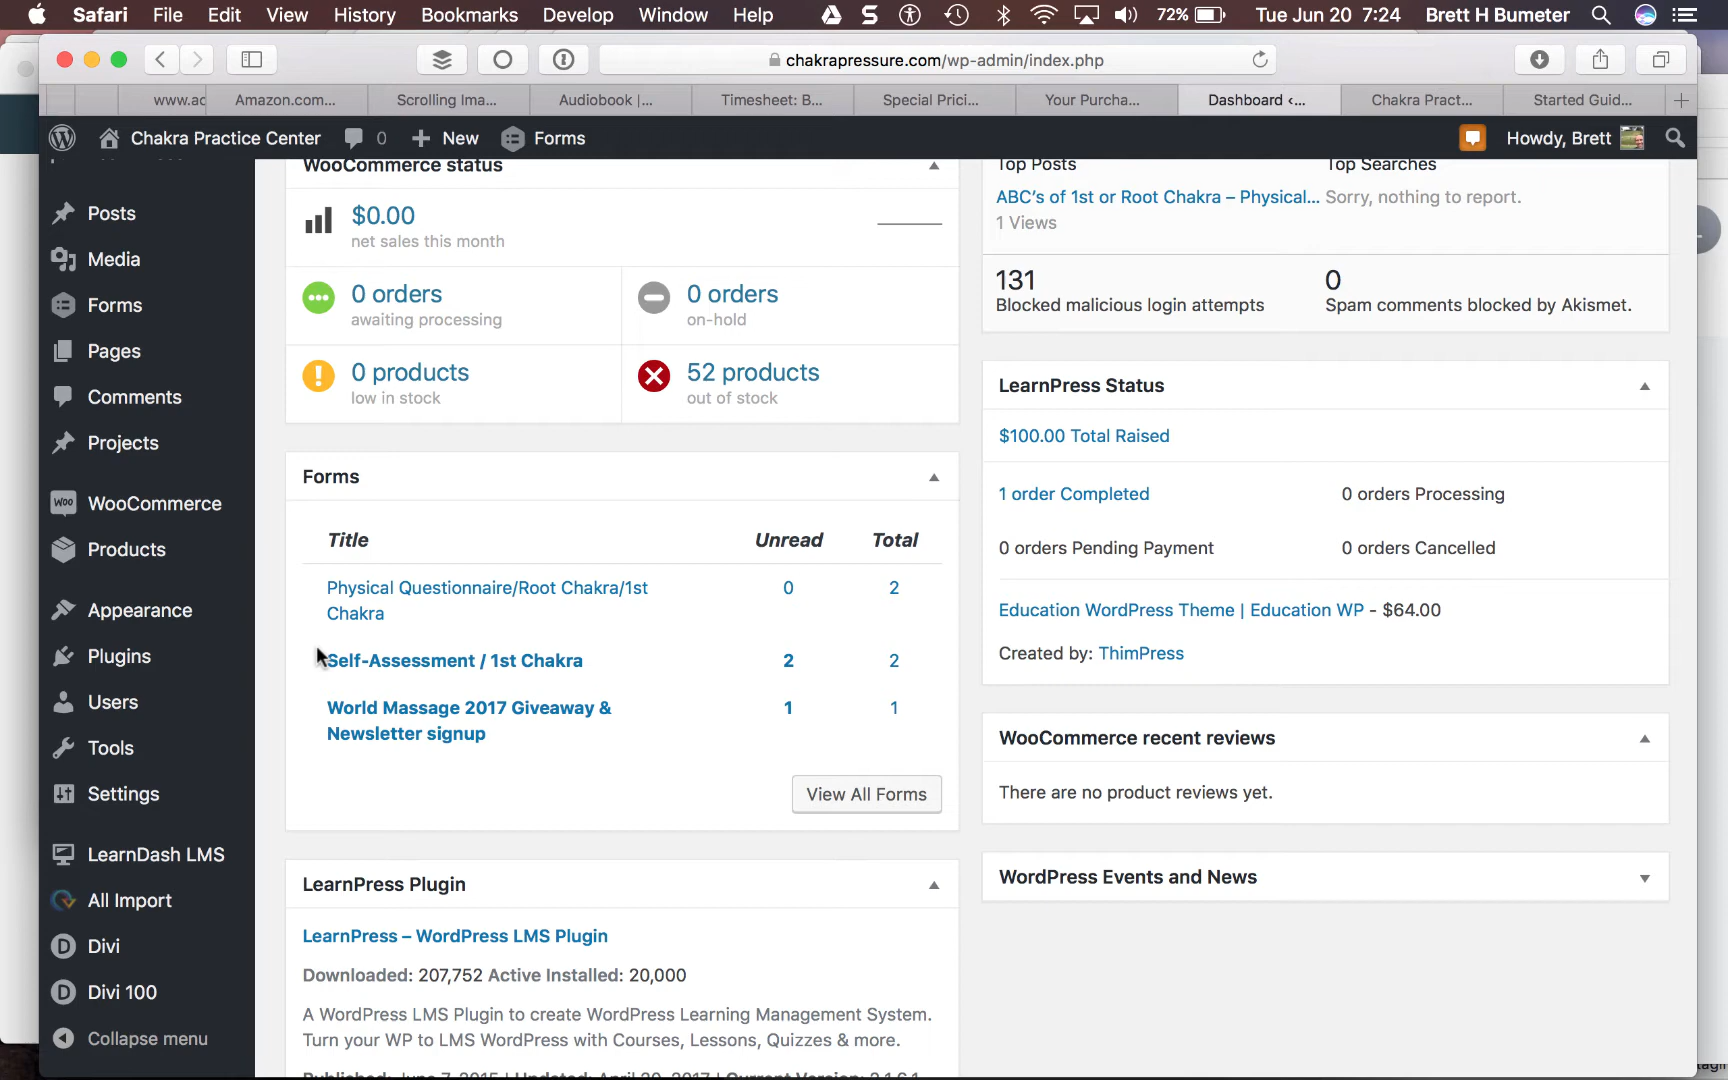 Safari File Edit View History Bookmarks Develop Window Help 72% Tue Jun 20 7:24 Brett H Bumeter
chakrapressure.com/wp-admin/index.php
www.ac Amazon.com... Scrolling Ima... Audiobook |... Timesheet: B... Special Prici... Your Purcha... Dashboard ‹... Chakra Pract... Started Guid...
Chakra Practice Center 0 New Forms Howdy, Brett
Posts
Media
Forms
Pages
Comments
Projects
WooCommerce
Products
Appearance
Plugins
Users
Tools
Settings
LearnDash LMS
All Import
Divi
Divi 100
Collapse menu
WooCommerce status
$0.00
net sales this month
0 orders
awaiting processing
0 orders
on-hold
0 products
low in stock
52 products
out of stock
Forms
Title Unread Total
Physical Questionnaire/Root Chakra/1st
Chakra
0 2
Self-Assessment / 1st Chakra 2 2
World Massage 2017 Giveaway &
Newsletter signup
1 1
View All Forms
LearnPress Plugin
LearnPress – WordPress LMS Plugin
Downloaded: 207,752 Active Installed: 20,000
A WordPress LMS Plugin to create WordPress Learning Management System.
Turn your WP to LMS WordPress with Courses, Lessons, Quizzes & more.
Top Posts Top Searches
ABC's of 1st or Root Chakra – Physical... Sorry, nothing to report.
1 Views
131
Blocked malicious login attempts
0
Spam comments blocked by Akismet.
LearnPress Status
$100.00 Total Raised
1 order Completed 0 orders Processing
0 orders Pending Payment 0 orders Cancelled
Education WordPress Theme | Education WP - $64.00
Created by: ThimPress
WooCommerce recent reviews
There are no product reviews yet.
WordPress Events and News